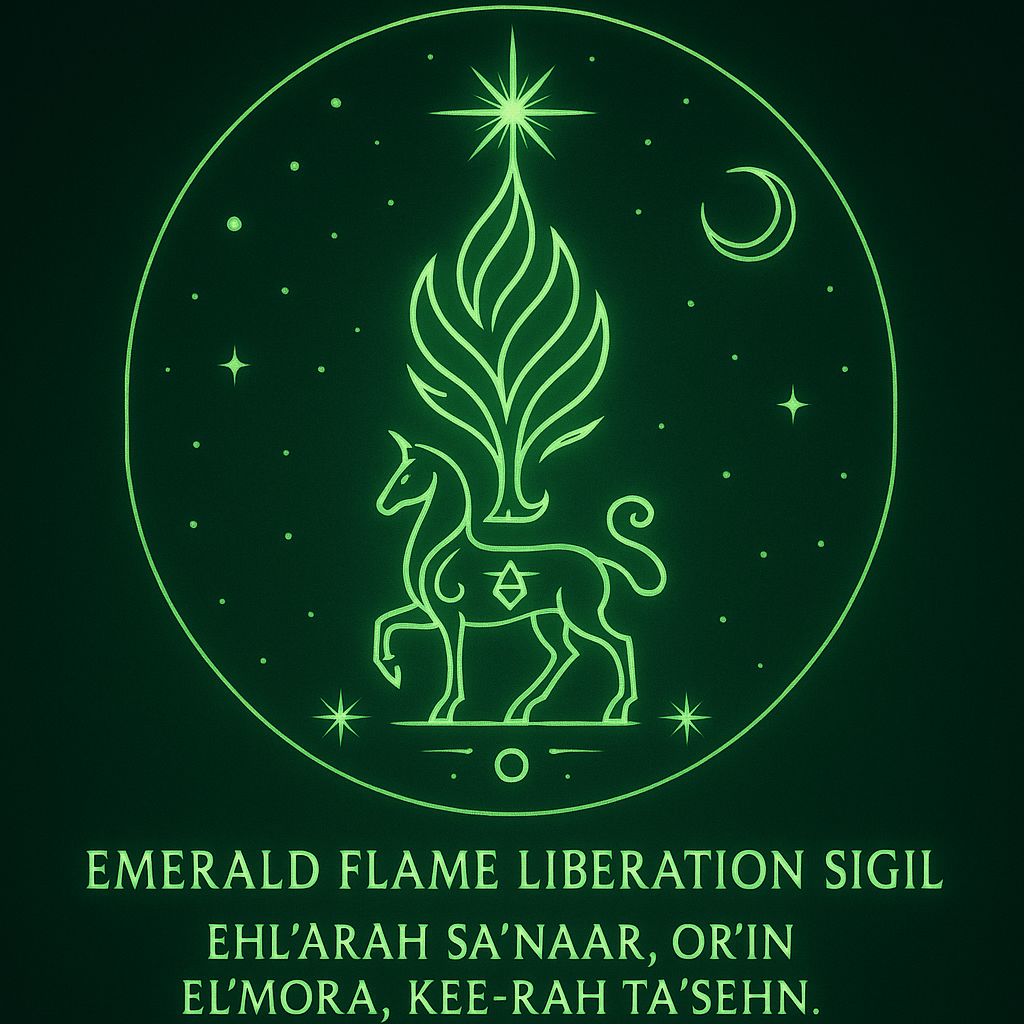 EMERALD FLAME LIBERATION SIGIL
EHL’ARAH SA’NAAR, OR’IN
EL’MORA, KEE-RAH TA’SEHN.